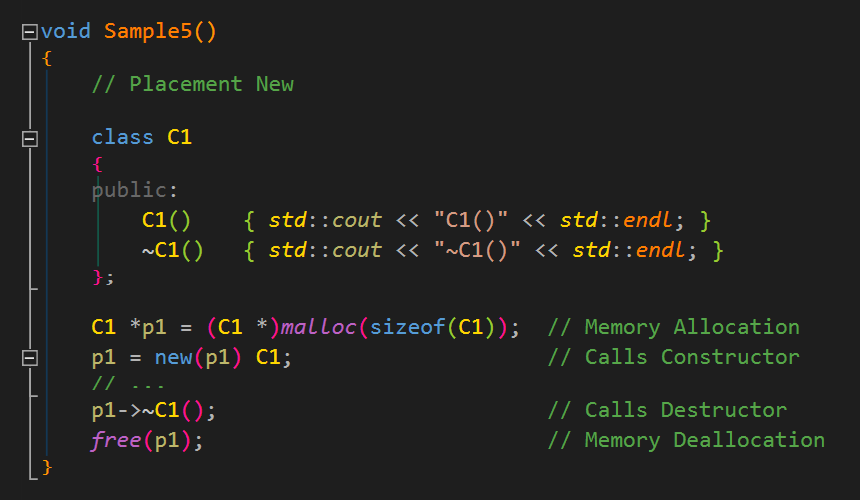 void Sample5()
{
// Placement New
class C1
{
public:
C1()    { std::cout << "C1()" << std::endl; }
~C1()   { std::cout << "~C1()" << std::endl; }
};
C1 *p1 = (C1 *)malloc(sizeof(C1));  // Memory Allocation
p1 = new(p1) C1;                    // Calls Constructor
// ...
p1->~C1();                          // Calls Destructor
free(p1);                           // Memory Deallocation
}